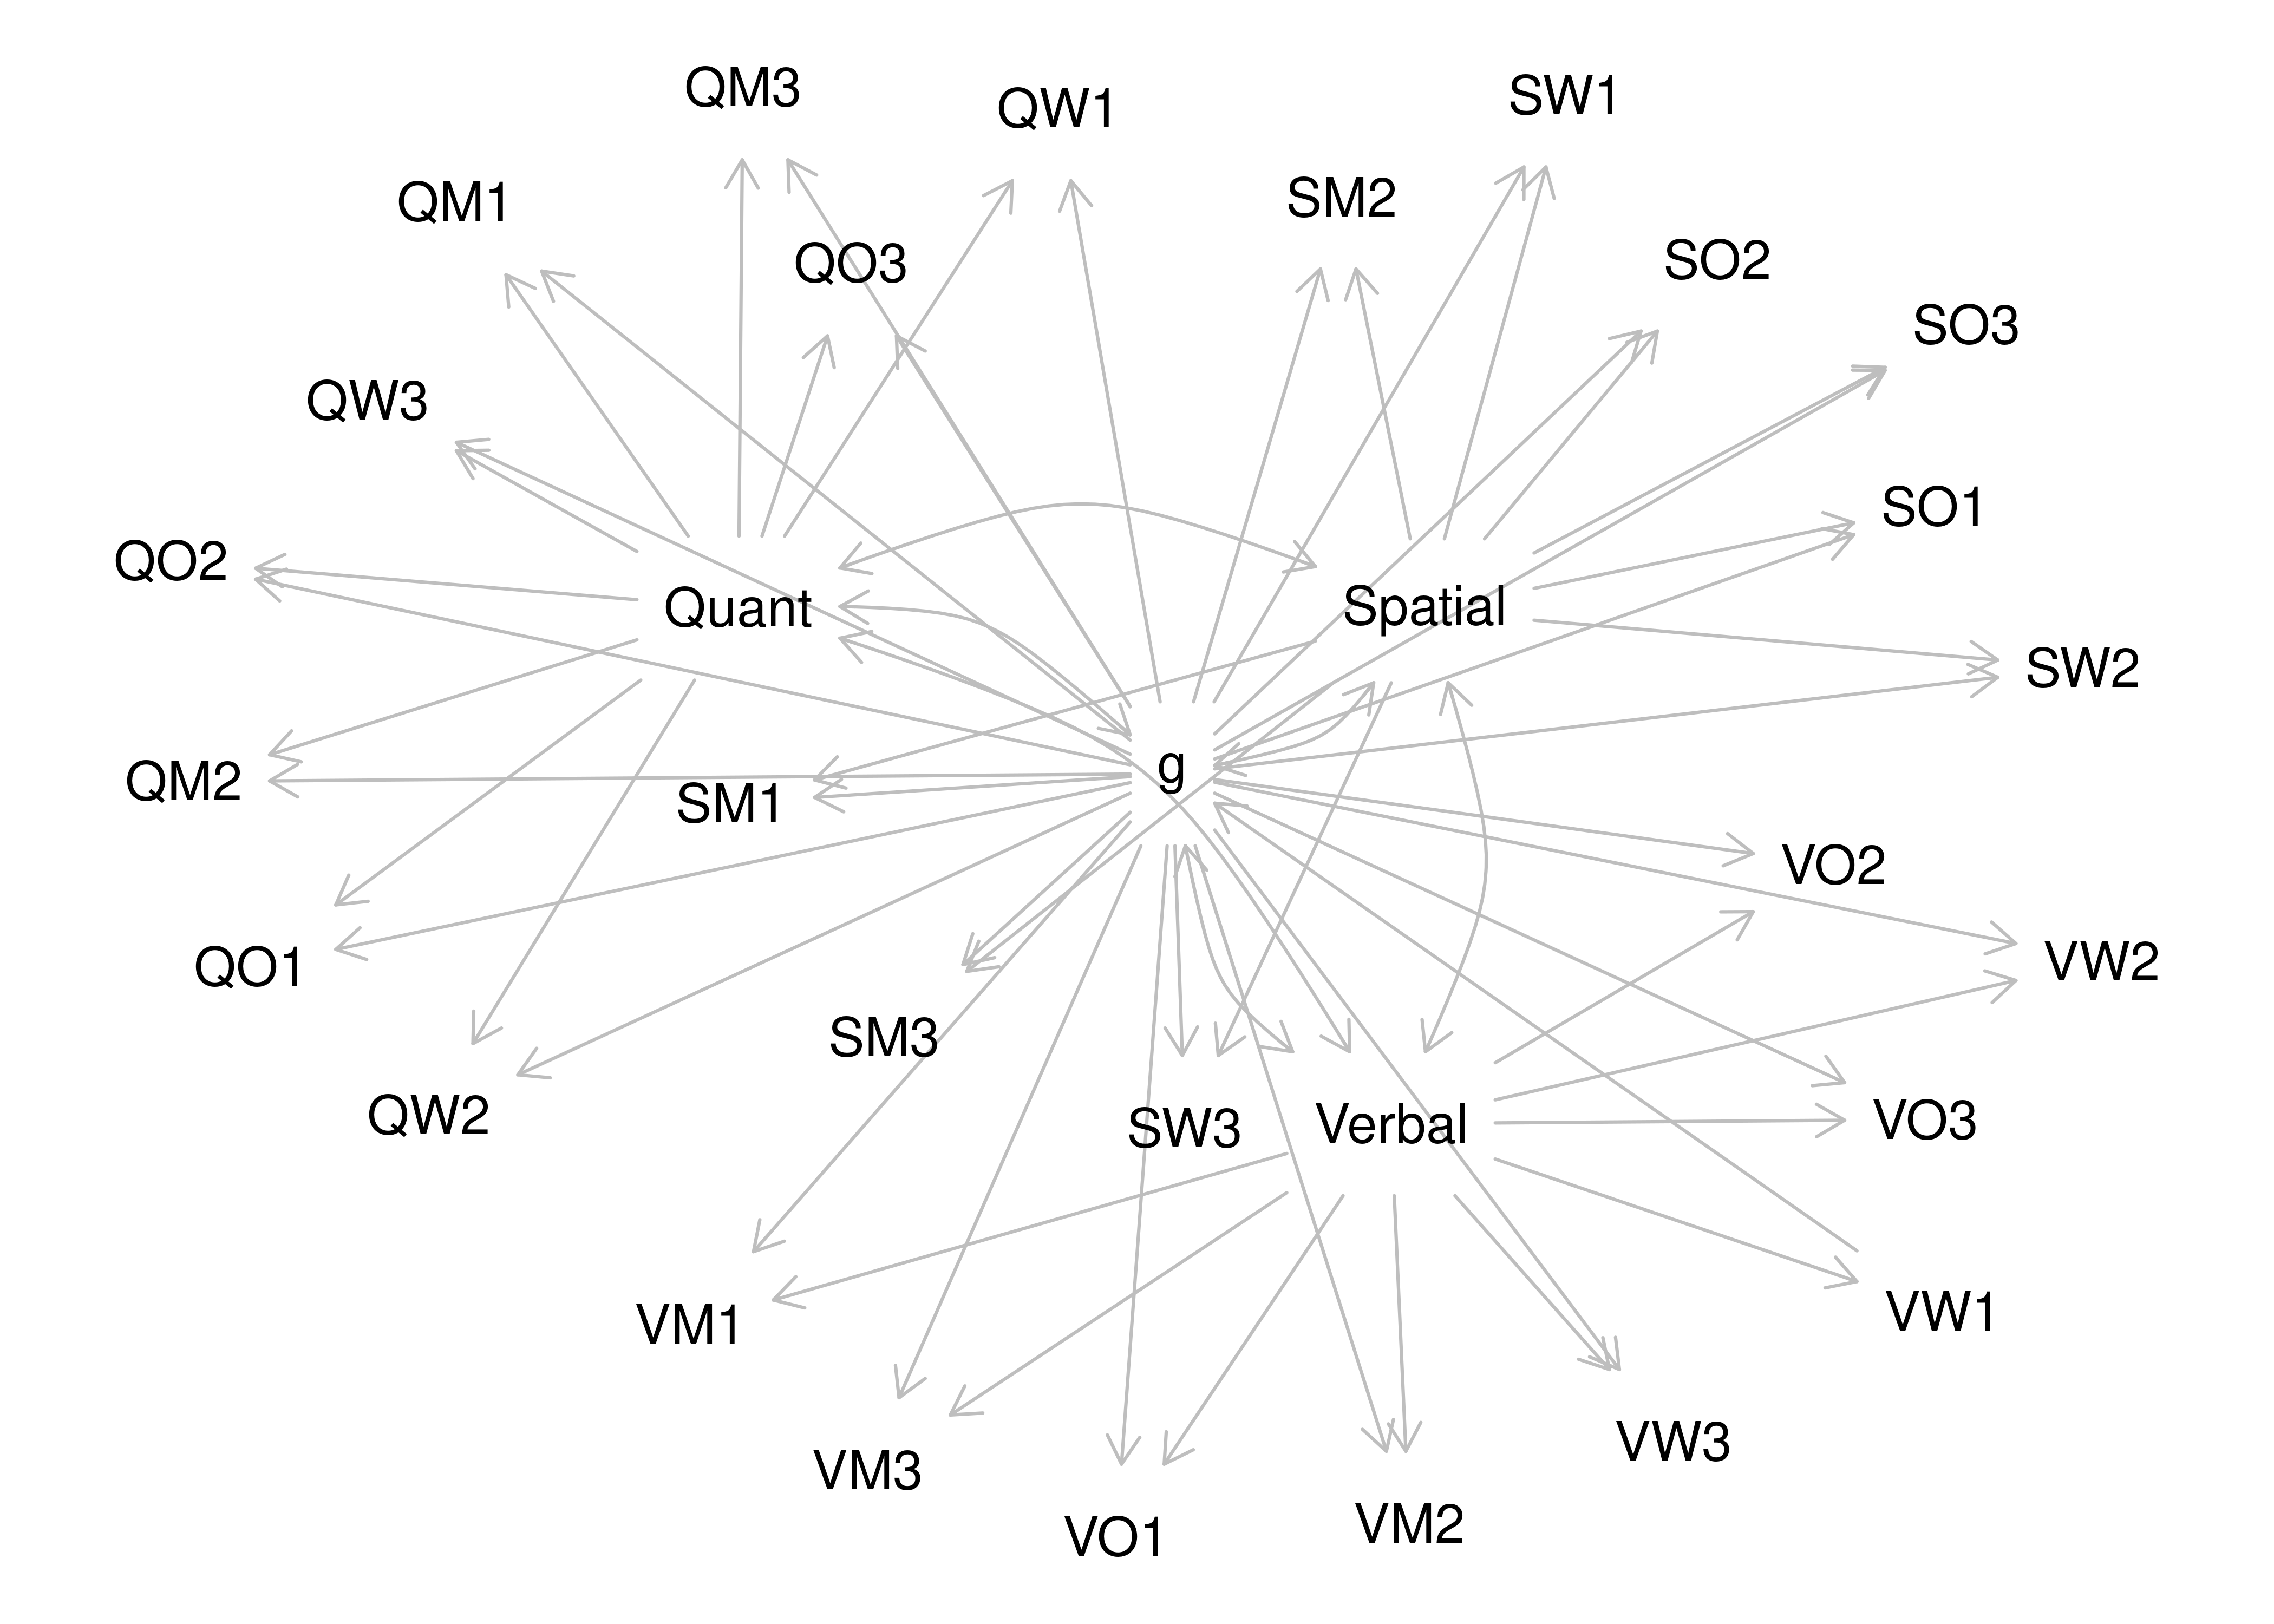 QM3
SW1
QW1
QM1
SM2
QO3
SO2
SO3
QW3
SO1
QO2
Quant
Spatial
SW2
g
QM2
SM1
VO2
VW2
QO1
SM3
QW2
SW3
Verbal
VO3
VW1
VM1
VW3
VM3
VM2
VO1